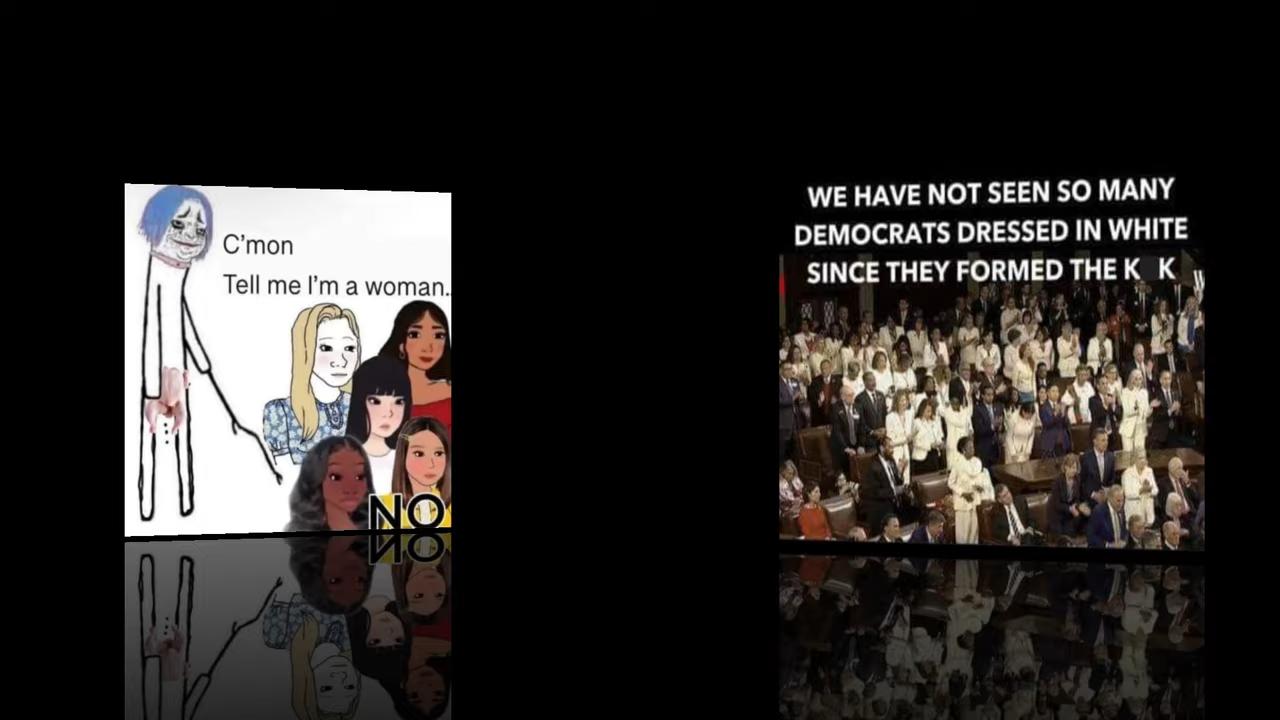 C'mon
Tell me I'm a woman.
NO
WE HAVE NOT SEEN SO MANY
DEMOCRATS DRESSED IN WHITE
SINCE THEY FORMED THE K K